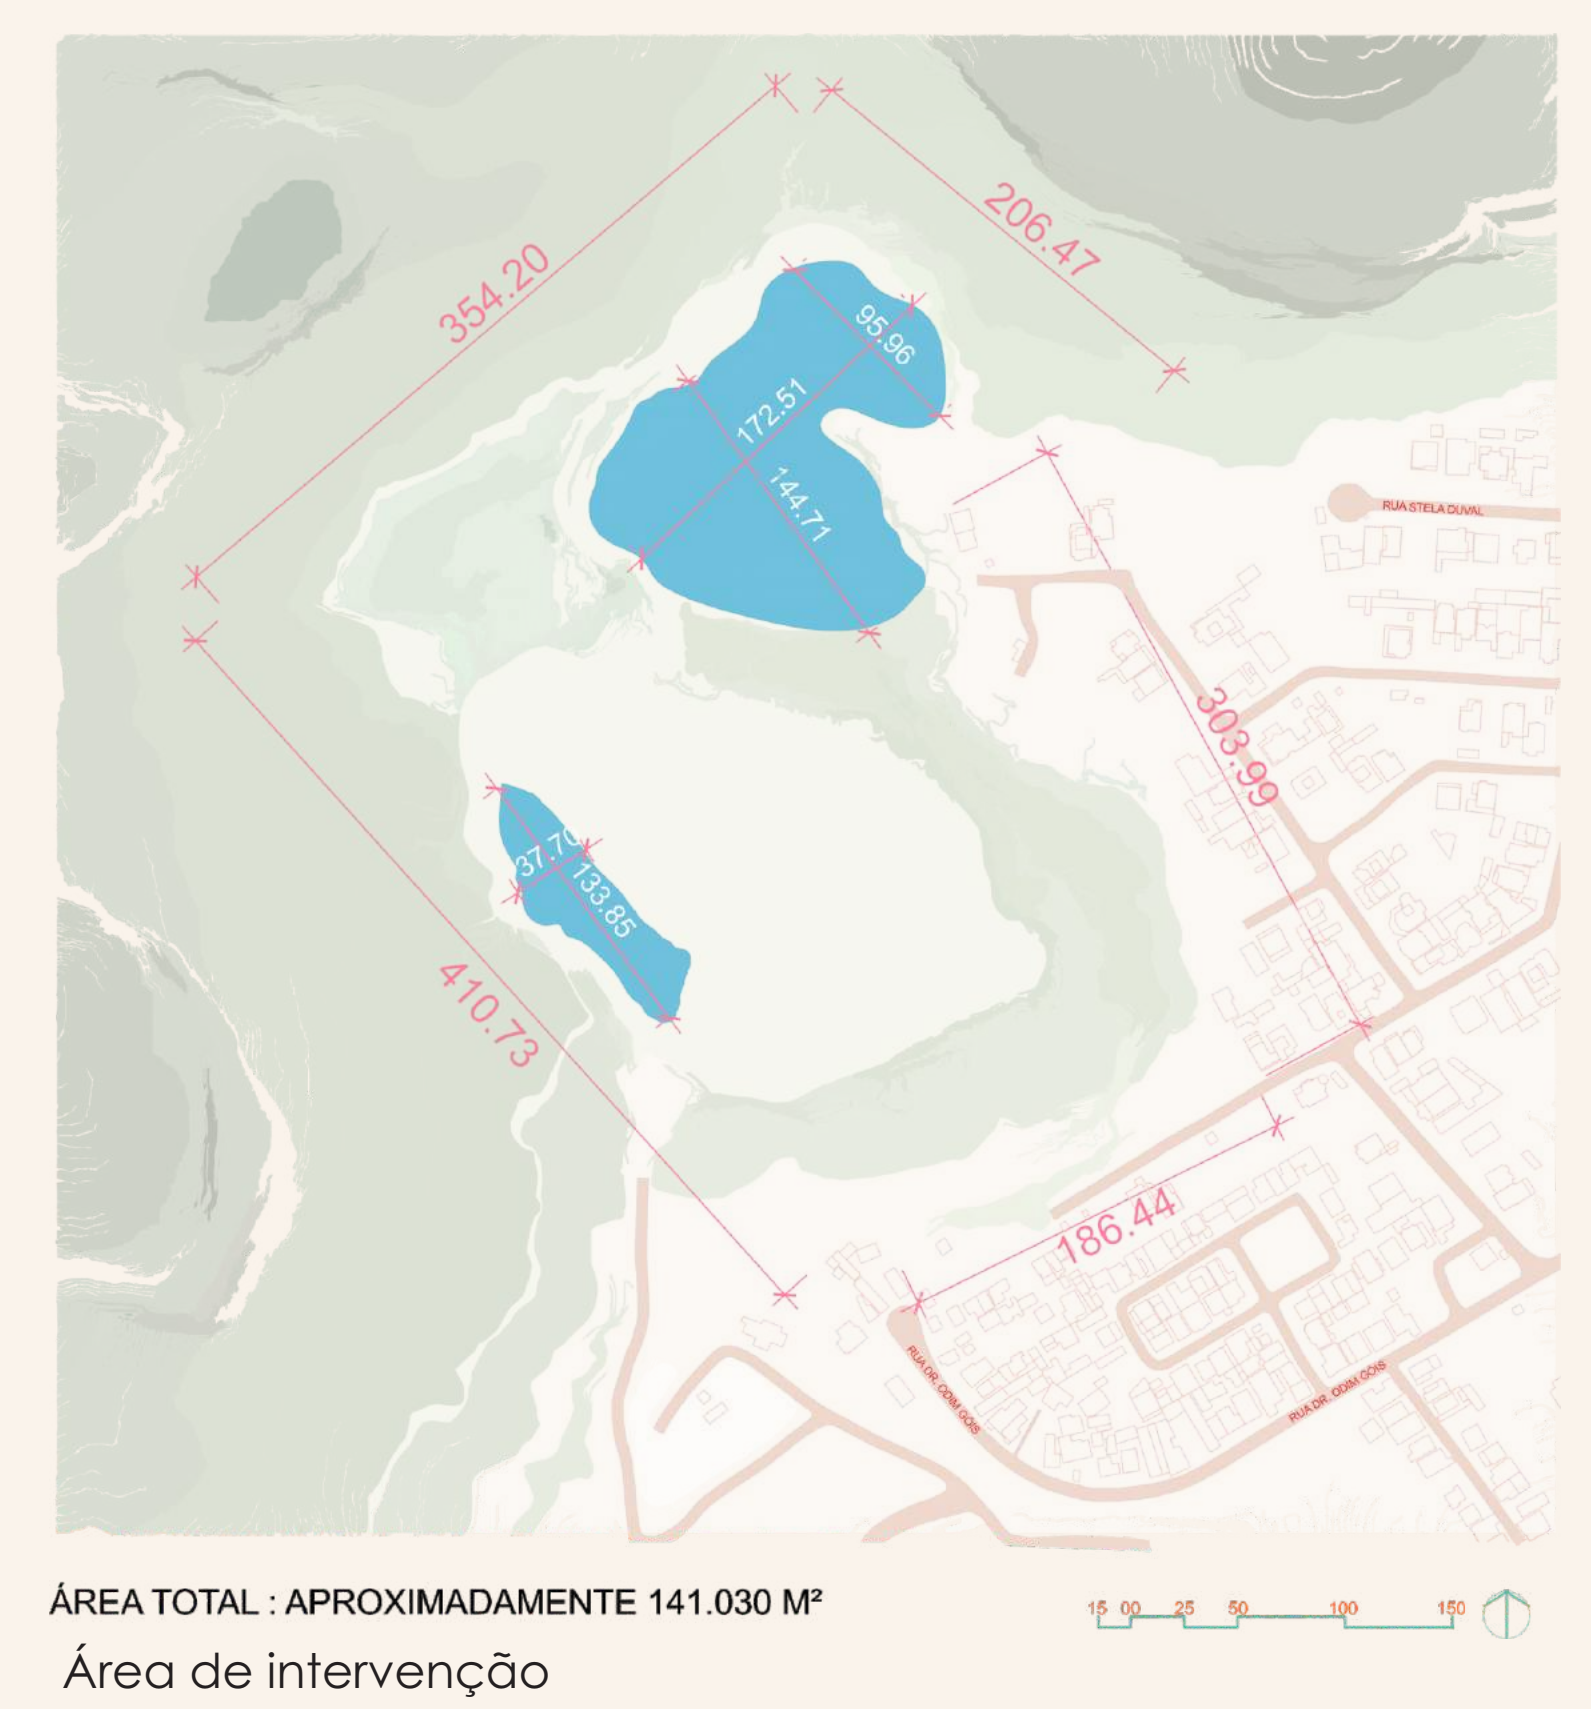 206.47
354.20
95.96
172.51
144.71
RUA STELA DUVAL
303.99
37.70
133.85
410.73
186.44
RUA DR. ODIM GÓIS
RUA DR. ODIM GÓIS
ÁREA TOTAL : APROXIMADAMENTE 141.030 M²
15 00 25 50 100 150
Área de intervenção